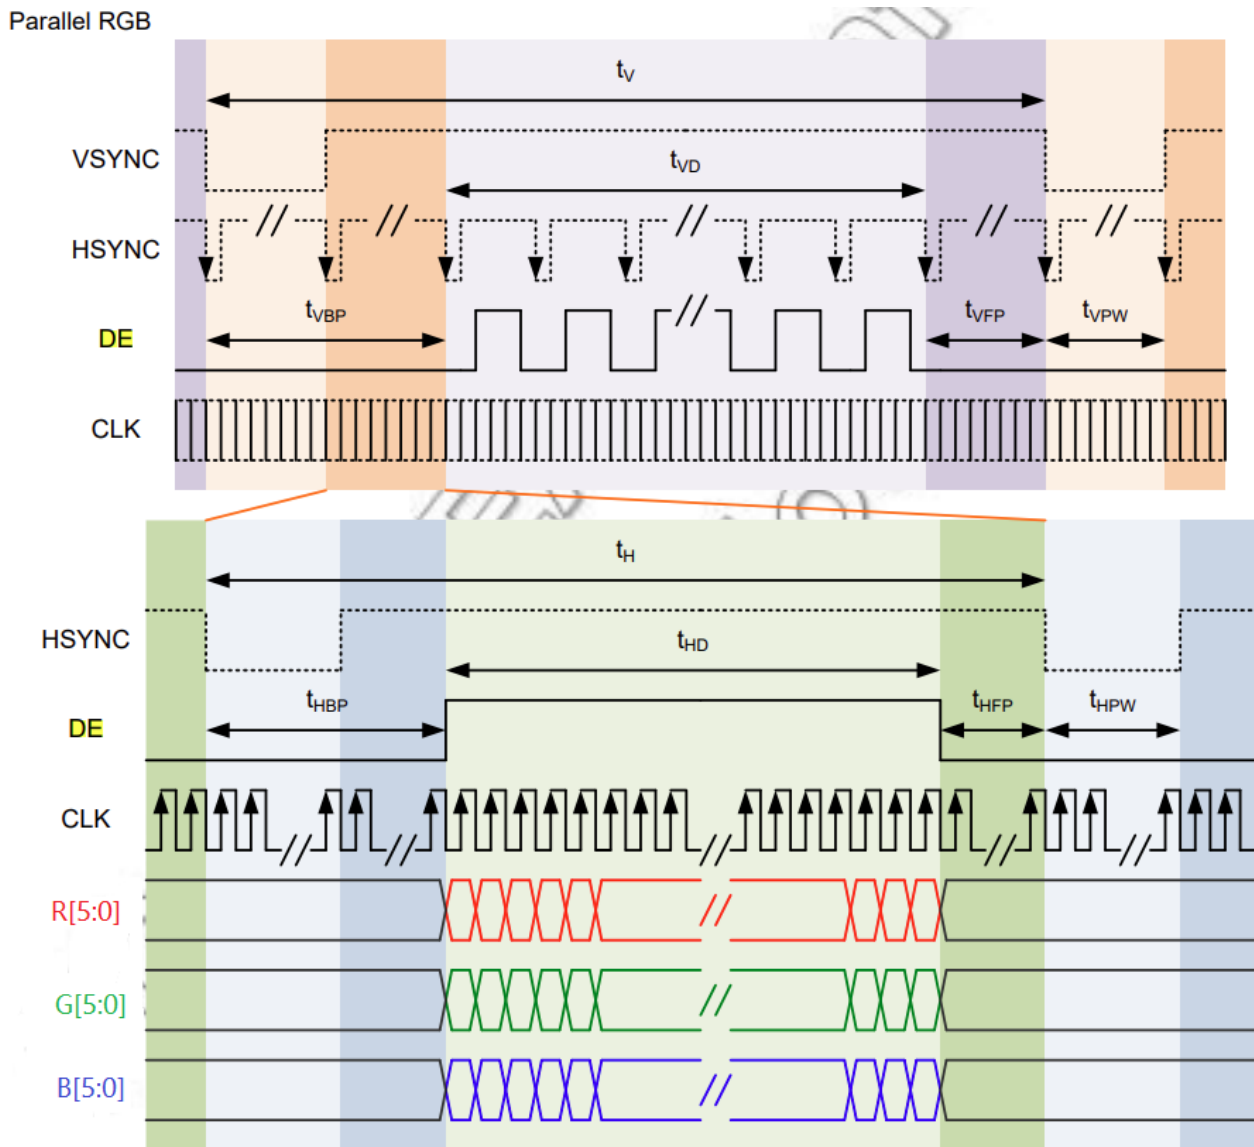 Parallel RGB
tV
VSYNC
tVD
HSYNC
tVBP
tVFP
tVPW
DE
CLK
tH
HSYNC
tHD
tHBP
tHFP
tHPW
DE
CLK
R[5:0]
G[5:0]
B[5:0]